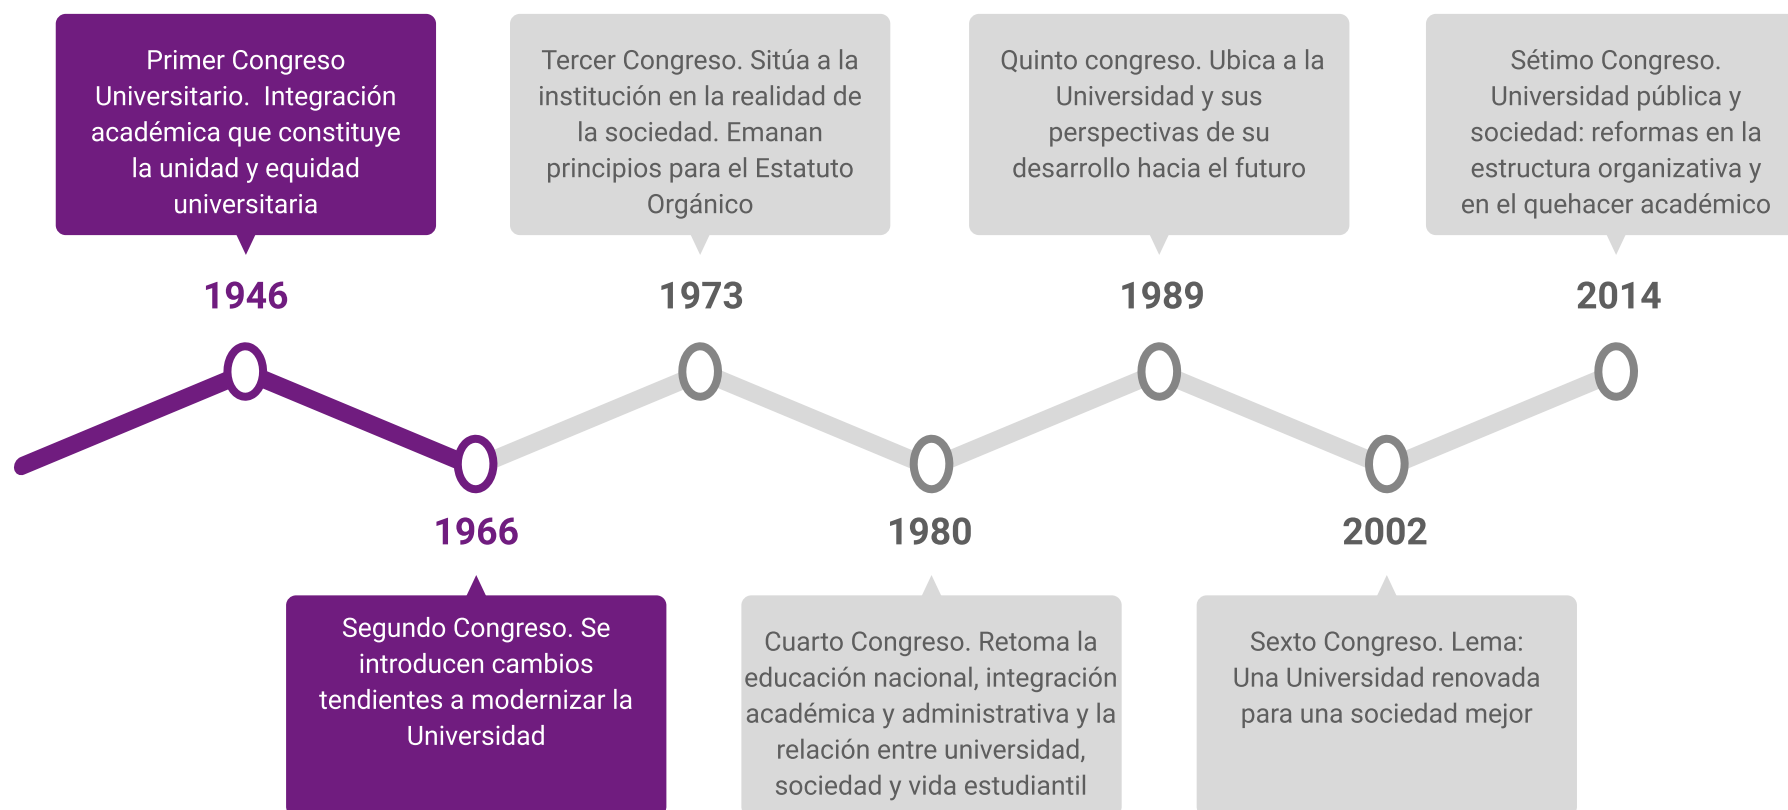 Primer Congreso
Universitario.  Integración
académica que constituye
la unidad y equidad
universitaria
1946
Segundo Congreso. Se
introducen cambios
tendientes a modernizar la
Universidad
1966
Tercer Congreso. Sitúa a la
institución en la realidad de
la sociedad. Emanan
principios para el Estatuto
Orgánico
1973
Cuarto Congreso. Retoma la
educación nacional, integración
académica y administrativa y la
relación entre universidad,
sociedad y vida estudiantil
1980
Quinto congreso. Ubica a la
Universidad y sus
perspectivas de su
desarrollo hacia el futuro
1989
Sexto Congreso. Lema:
Una Universidad renovada
para una sociedad mejor
2002
Sétimo Congreso.
Universidad pública y
sociedad: reformas en la
estructura organizativa y
en el quehacer académico
2014